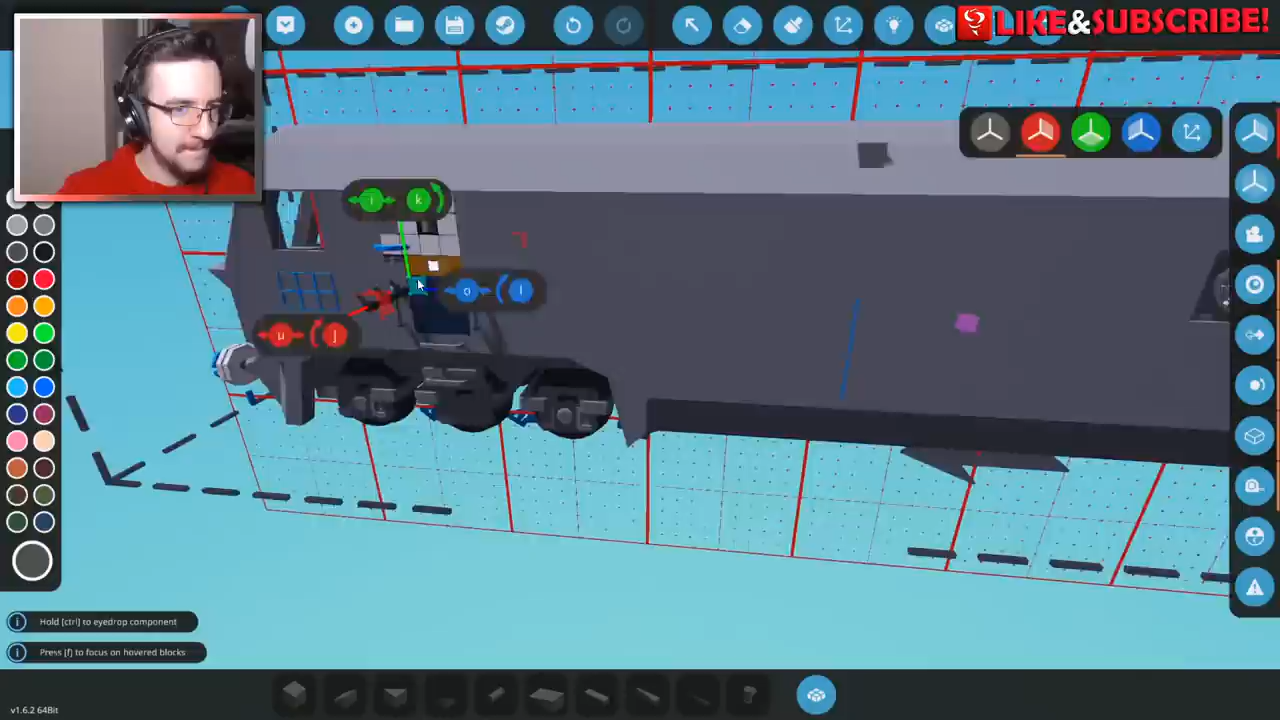 LIKE&SUBSCRIBE!
i k
o l
u j
Hold [ctrl] to eyedrop component
Press [f] to focus on hovered blocks
v1.6.2 64Bit